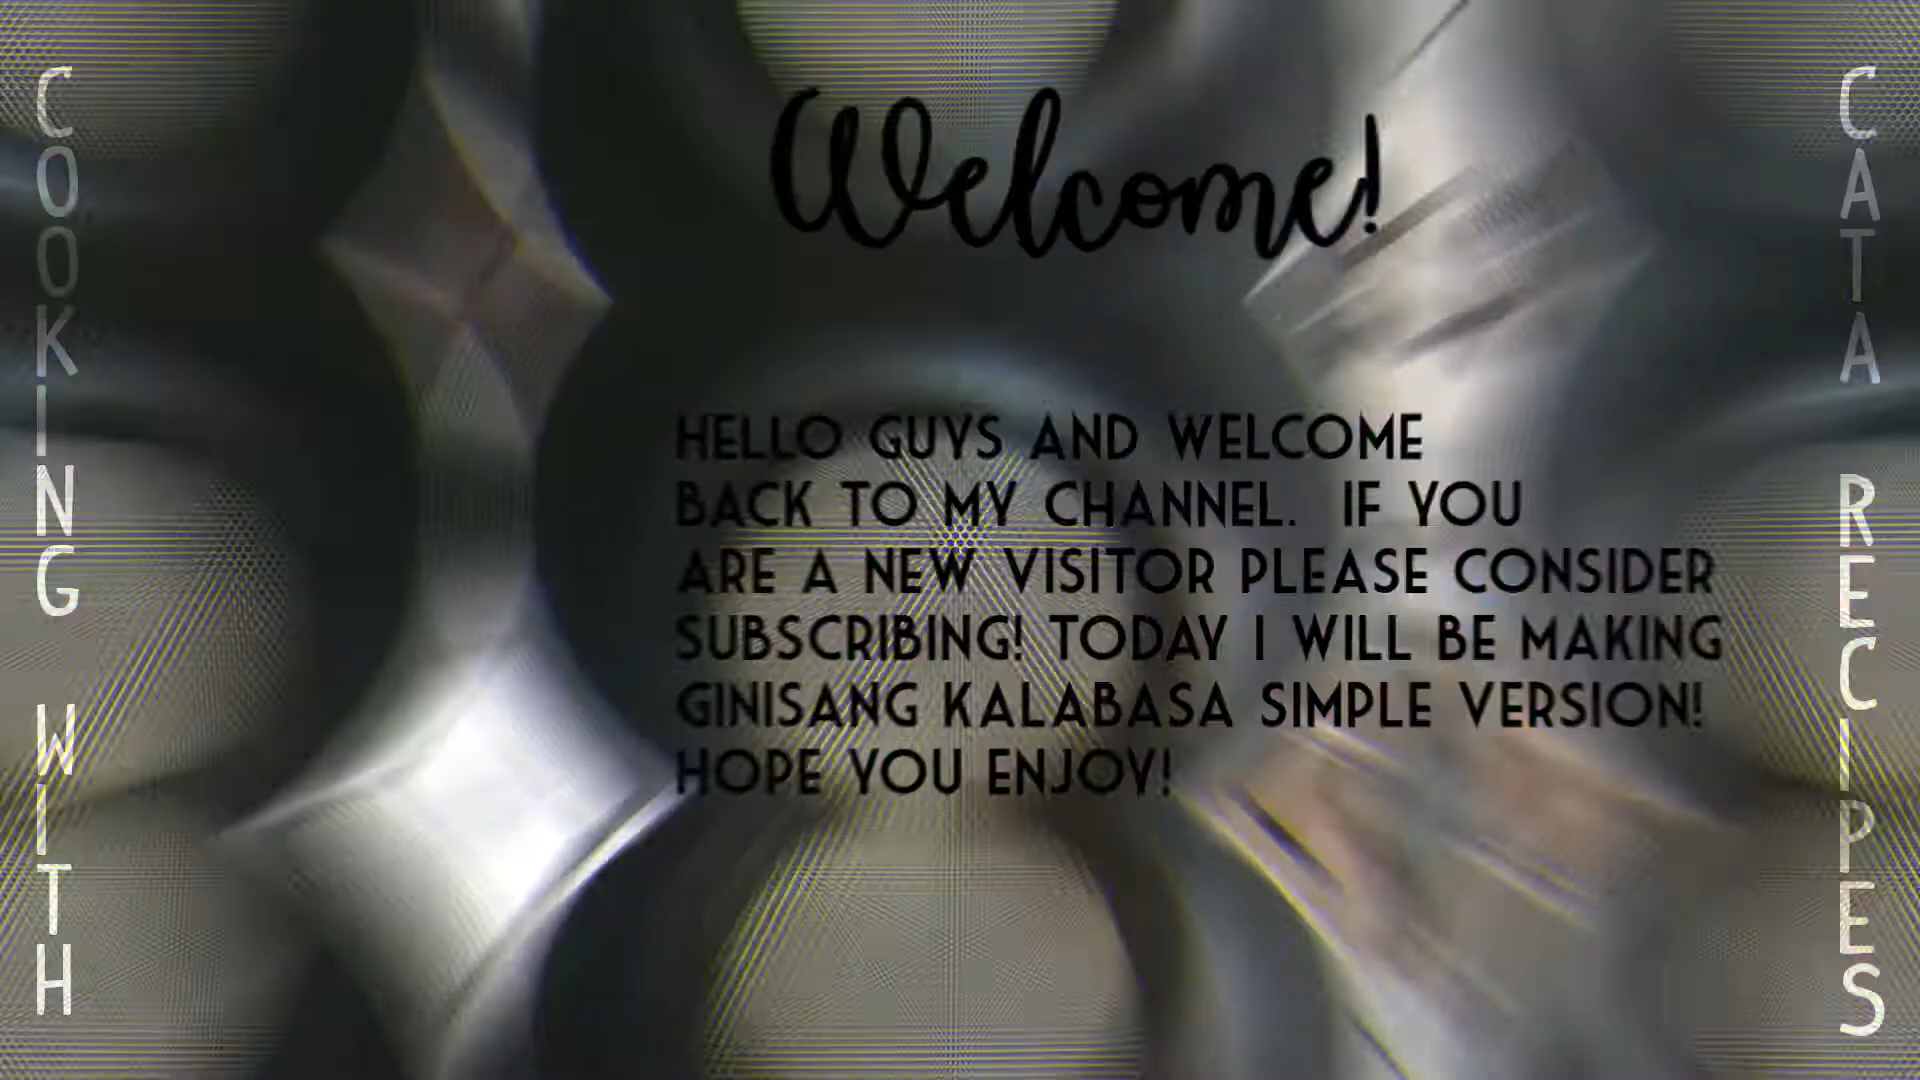 Welcome!
HELLO GUYS AND WELCOME
BACK TO MY CHANNEL. IF YOU
ARE A NEW VISITOR PLEASE CONSIDER
SUBSCRIBING! TODAY I WILL BE MAKING
GINISANG KALABASA SIMPLE VERSION!
HOPE YOU ENJOY!
COOKING WITH
CATA RECIPES